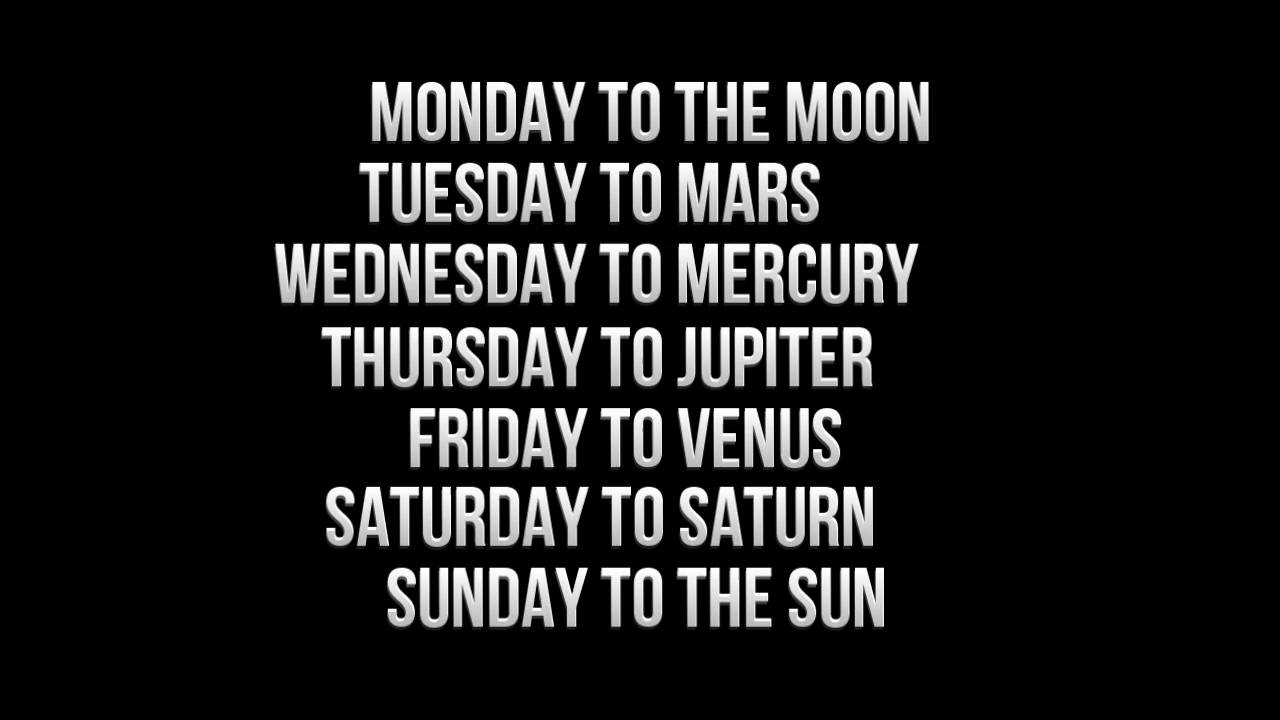 MONDAY TO THE MOON
TUESDAY TO MARS
WEDNESDAY TO MERCURY
THURSDAY TO JUPITER
FRIDAY TO VENUS
SATURDAY TO SATURN
SUNDAY TO THE SUN